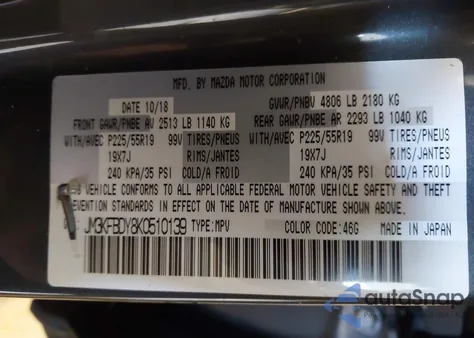 MFD. BY MAZDA MOTOR CORPORATION
DATE 10/18 GVWR/PNBV 4806 LB 2180 KG
FRONT GAWR/PNBE AV 2513 LB 1140 KG REAR GAWR/PNBE AR 2293 LB 1040 KG
WITH/AVEC P225/55R19 99V TIRES/PNEUS WITH/AVEC P225/55R19 99V TIRES/PNEUS
19X7J RIMS/JANTES 19X7J RIMS/JANTES
240 KPA/35 PSI COLD/A FROID 240 KPA/35 PSI COLD/A FROID
VEHICLE CONFORMS TO ALL APPLICABLE FEDERAL MOTOR VEHICLE SAFETY AND THEFT
PREVENTION STANDARDS IN EFFECT ON THE DATE OF MANUFACTURE SHOWN ABOVE.
JM3KFBDY8K0510139 TYPE: MPV COLOR CODE: 46G MADE IN JAPAN
autoSnap